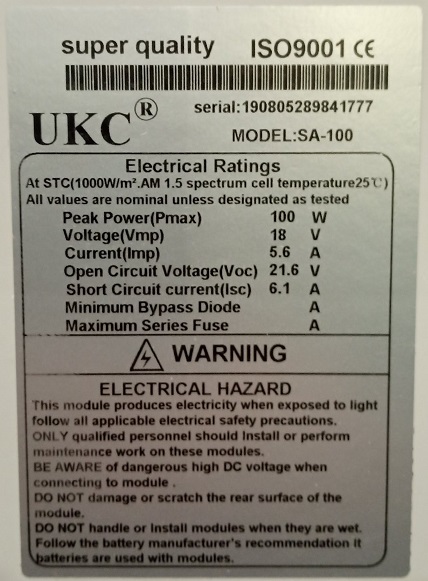 super quality ISO9001 CE
serial:190805289841777
UKC® MODEL:SA-100
Electrical Ratings
At STC(1000W/m².AM 1.5 spectrum cell temperature25℃)
All values are nominal unless designated as tested
Peak Power(Pmax) 100 W
Voltage(Vmp) 18 V
Current(Imp) 5.6 A
Open Circuit Voltage(Voc) 21.6 V
Short Circuit current(Isc) 6.1 A
Minimum Bypass Diode A
Maximum Series Fuse A
WARNING
ELECTRICAL HAZARD
This module produces electricity when exposed to light
follow all applicable electrical safety precautions.
ONLY qualified personnel should Install or perform
maintenance work on these modules.
BE AWARE of dangerous high DC voltage when
connecting to module .
DO NOT damage or scratch the rear surface of the
module.
DO NOT handle or Install modules when they are wet.
Follow the battery manufacturer's recommendation it
batteries are used with modules.